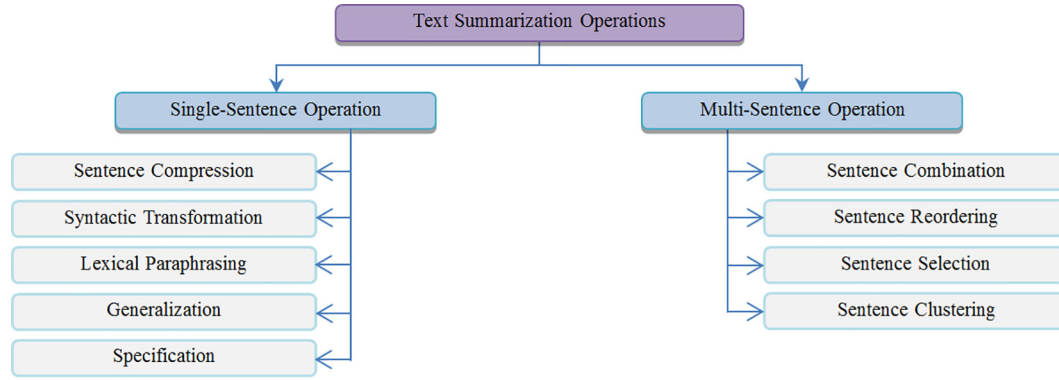 Text Summarization Operations
Single-Sentence Operation
Sentence Compression
Syntactic Transformation
Lexical Paraphrasing
Generalization
Specification
Multi-Sentence Operation
Sentence Combination
Sentence Reordering
Sentence Selection
Sentence Clustering